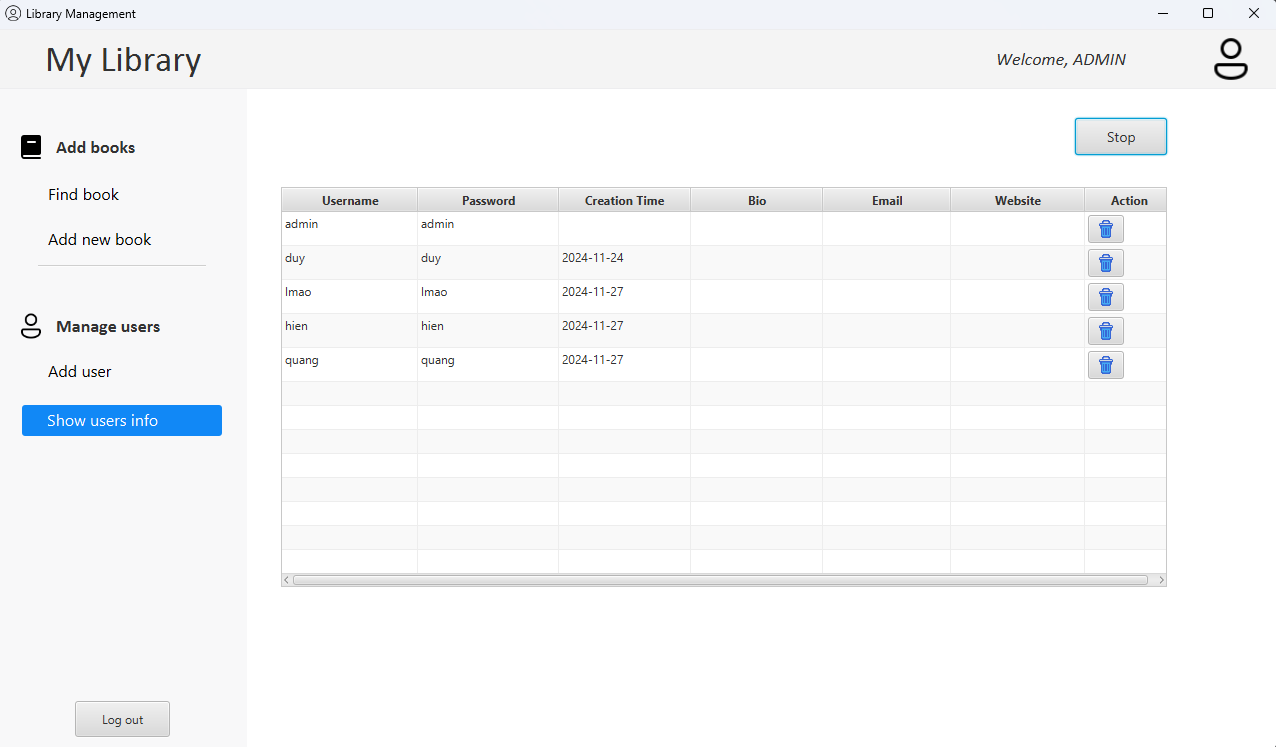 Library Management
My Library
Welcome, ADMIN
Add books
Find book
Add new book
Manage users
Add user
Show users info
Log out
Stop
Username Password Creation Time Bio Email Website Action
admin admin
duy duy 2024-11-24
lmao lmao 2024-11-27
hien hien 2024-11-27
quang quang 2024-11-27